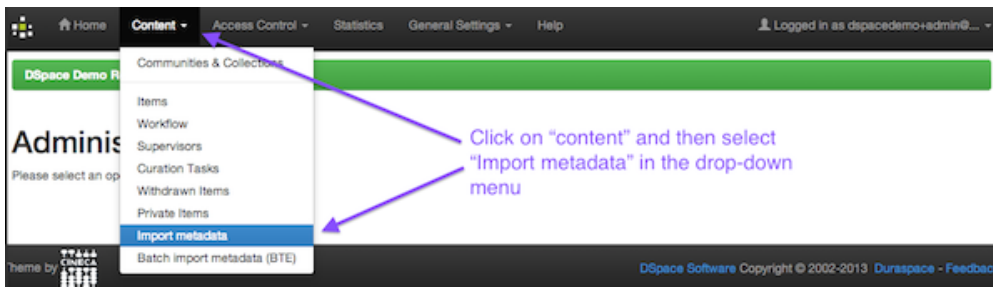 Home Content Access Control Statistics General Settings Help Logged in as dspacedemo+admin@...
DSpace Demo R
Communities & Collections
Items
Workflow
Supervisors
Curation Tasks
Withdrawn Items
Private Items
Import metadata
Batch import metadata (BTE)
Adminis
Please select an op
Click on “content” and then select
“Import metadata” in the drop-down
menu
Theme by CINECA
DSpace Software Copyright © 2002-2013 Duraspace - Feedbac